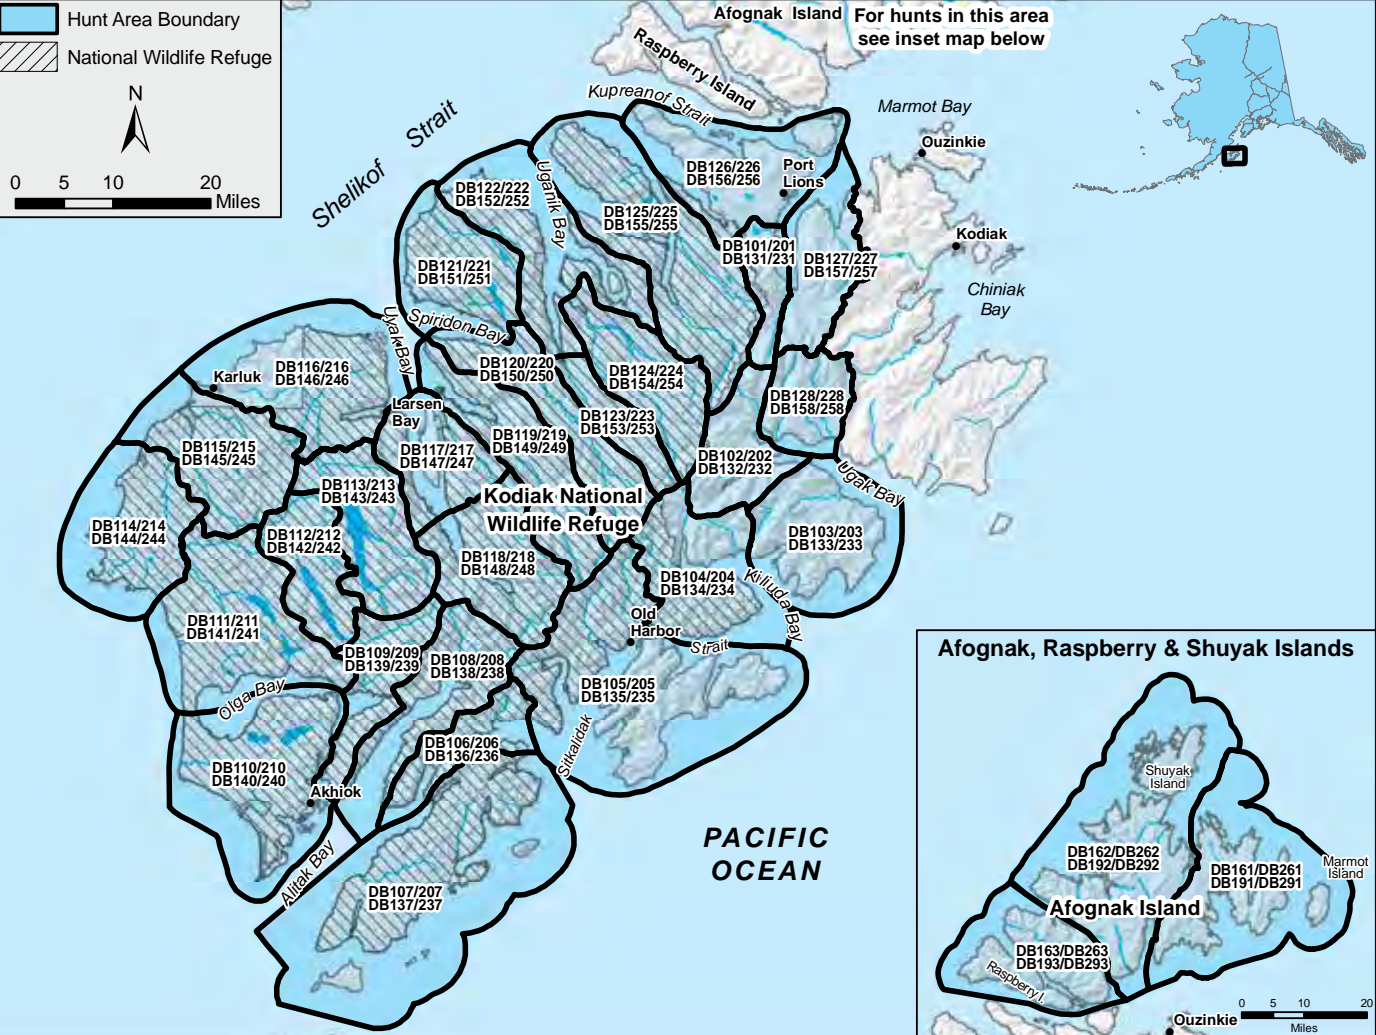 Hunt Area Boundary
National Wildlife Refuge
N
0 5 10 20
Miles
Afognak Island
For hunts in this area
see inset map below
Raspberry Island
Kupreanof Strait
Marmot Bay
Ouzinkie
Shelikof Strait
DB126/226
DB156/256
Port
Lions
DB122/222
DB152/252
Uganik Bay
DB125/225
DB155/255
DB101/201
DB131/231
DB127/227
DB157/257
Kodiak
Chiniak
Bay
DB121/221
DB151/251
Spiridon Bay
Uyak Bay
DB116/216
DB146/246
Karluk
DB120/220
DB150/250
DB124/224
DB154/254
DB128/228
DB158/258
Larsen
Bay
DB123/223
DB153/253
DB119/219
DB149/249
DB117/217
DB147/247
DB115/215
DB145/245
DB102/202
DB132/232
Ugak Bay
DB113/213
DB143/243
Kodiak National
Wildlife Refuge
DB114/214
DB144/244
DB112/212
DB142/242
DB103/203
DB133/233
DB118/218
DB148/248
DB104/204
DB134/234
Kiliuda Bay
Old
Harbor
DB111/211
DB141/241
DB109/209
DB139/239
DB108/208
DB138/238
Strait
Sitkalidak
DB105/205
DB135/235
Olga Bay
DB106/206
DB136/236
DB110/210
DB140/240
Akhiok
Alitak Bay
PACIFIC
OCEAN
DB107/207
DB137/237
Afognak, Raspberry & Shuyak Islands
Shuyak
Island
DB162/DB262
DB192/DB292
DB161/DB261
DB191/DB291
Marmot
Island
Afognak Island
DB163/DB263
DB193/DB293
Raspberry I.
Ouzinkie
0 5 10 20
Miles